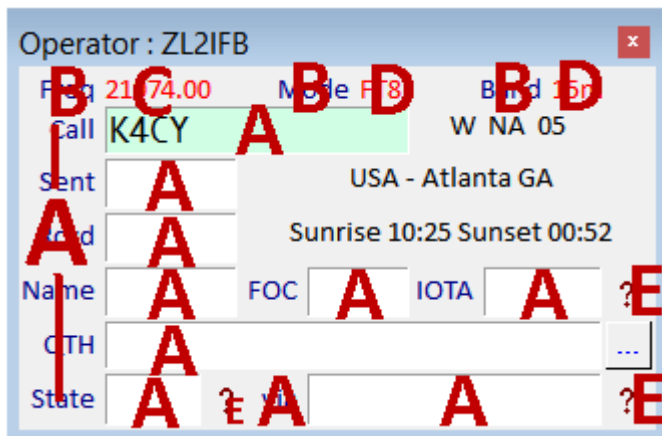 Operator : ZL2IFB x
B C B D B D
Call K4CY A W NA 05
Sent A USA - Atlanta GA
A A Sunrise 10:25 Sunset 00:52
Name A FOC A IOTA A ? E
QTH A ...
State A ? E A A ? E